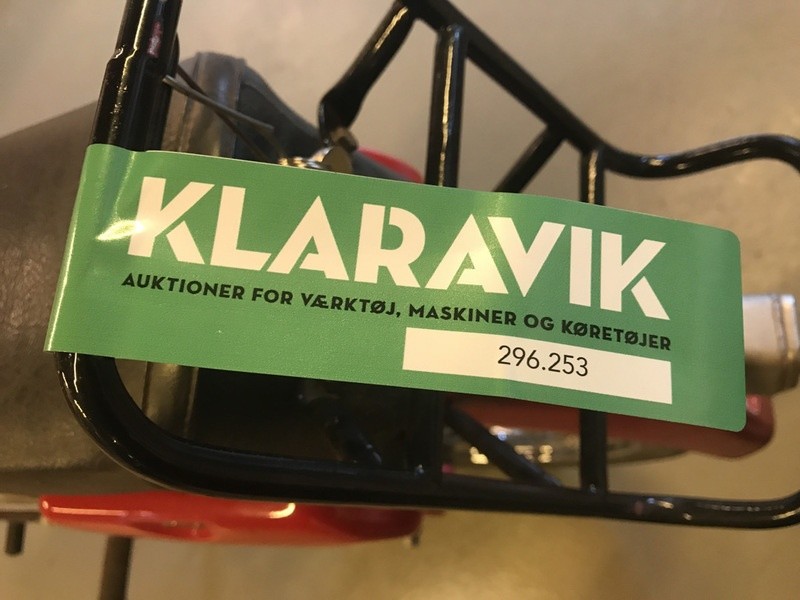 KLARAVIK
AUKTIONER FOR VÆRKTØJ, MASKINER OG KØRETØJER
296.253